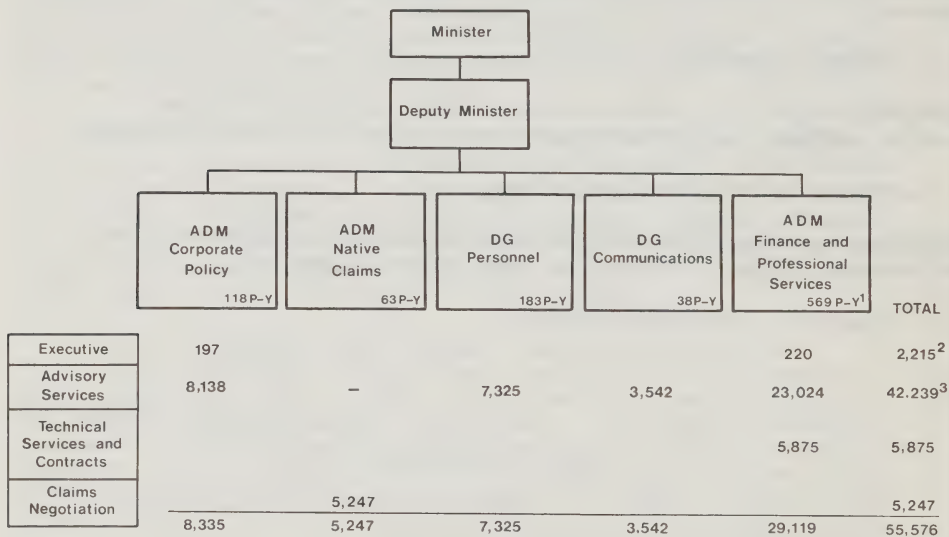 Minister
Deputy Minister
ADM
Corporate
Policy
118 P-Y
ADM
Native
Claims
63 P-Y
DG
Personnel
183 P-Y
DG
Communications
38 P-Y
ADM
Finance and
Professional
Services
569 P-Y¹
TOTAL
Executive 197 220 2,215²
Advisory
Services 8,138 – 7,325 3,542 23,024 42.239³
Technical
Services and
Contracts 5,875 5,875
Claims
Negotiation 5,247 5,247
8,335 5,247 7,325 3.542 29,119 55,576